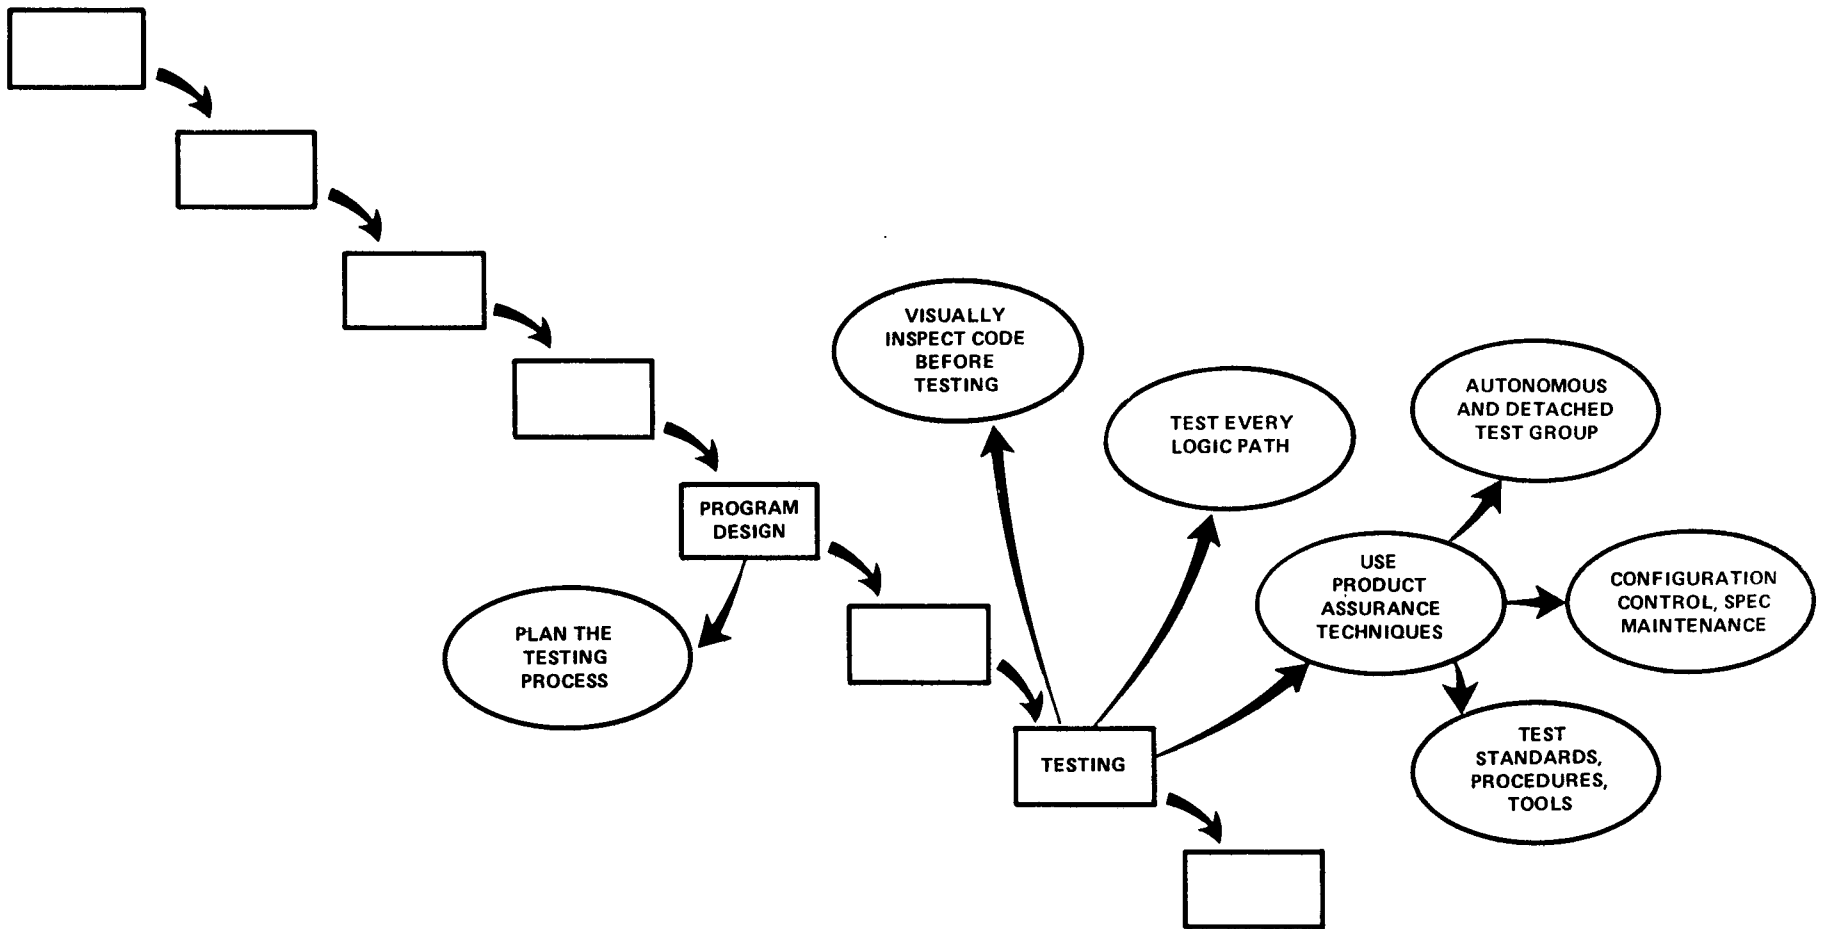 VISUALLY
INSPECT CODE
BEFORE
TESTING
TEST EVERY
LOGIC PATH
AUTONOMOUS
AND DETACHED
TEST GROUP
PROGRAM
DESIGN
USE
PRODUCT
ASSURANCE
TECHNIQUES
CONFIGURATION
CONTROL, SPEC
MAINTENANCE
PLAN THE
TESTING
PROCESS
TESTING
TEST
STANDARDS,
PROCEDURES,
TOOLS